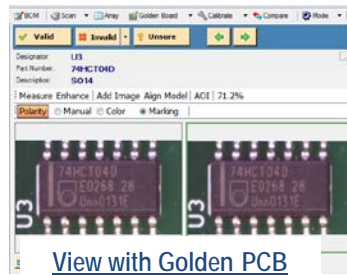 BOM Scan Array Golden Board Calibrate Compare Mode
Valid Invalid Unsure
Designator: U3
Part Number: 74HCT04D
Description: SO14
Measure Enhance Add Image Align Model AOI 71.2%
Polarity Manual Color Marking
74HCT04D 74HCT04D
E0268 28 E0268 28
Unn0131E Unn0131E
U3 U3
View with Golden PCB